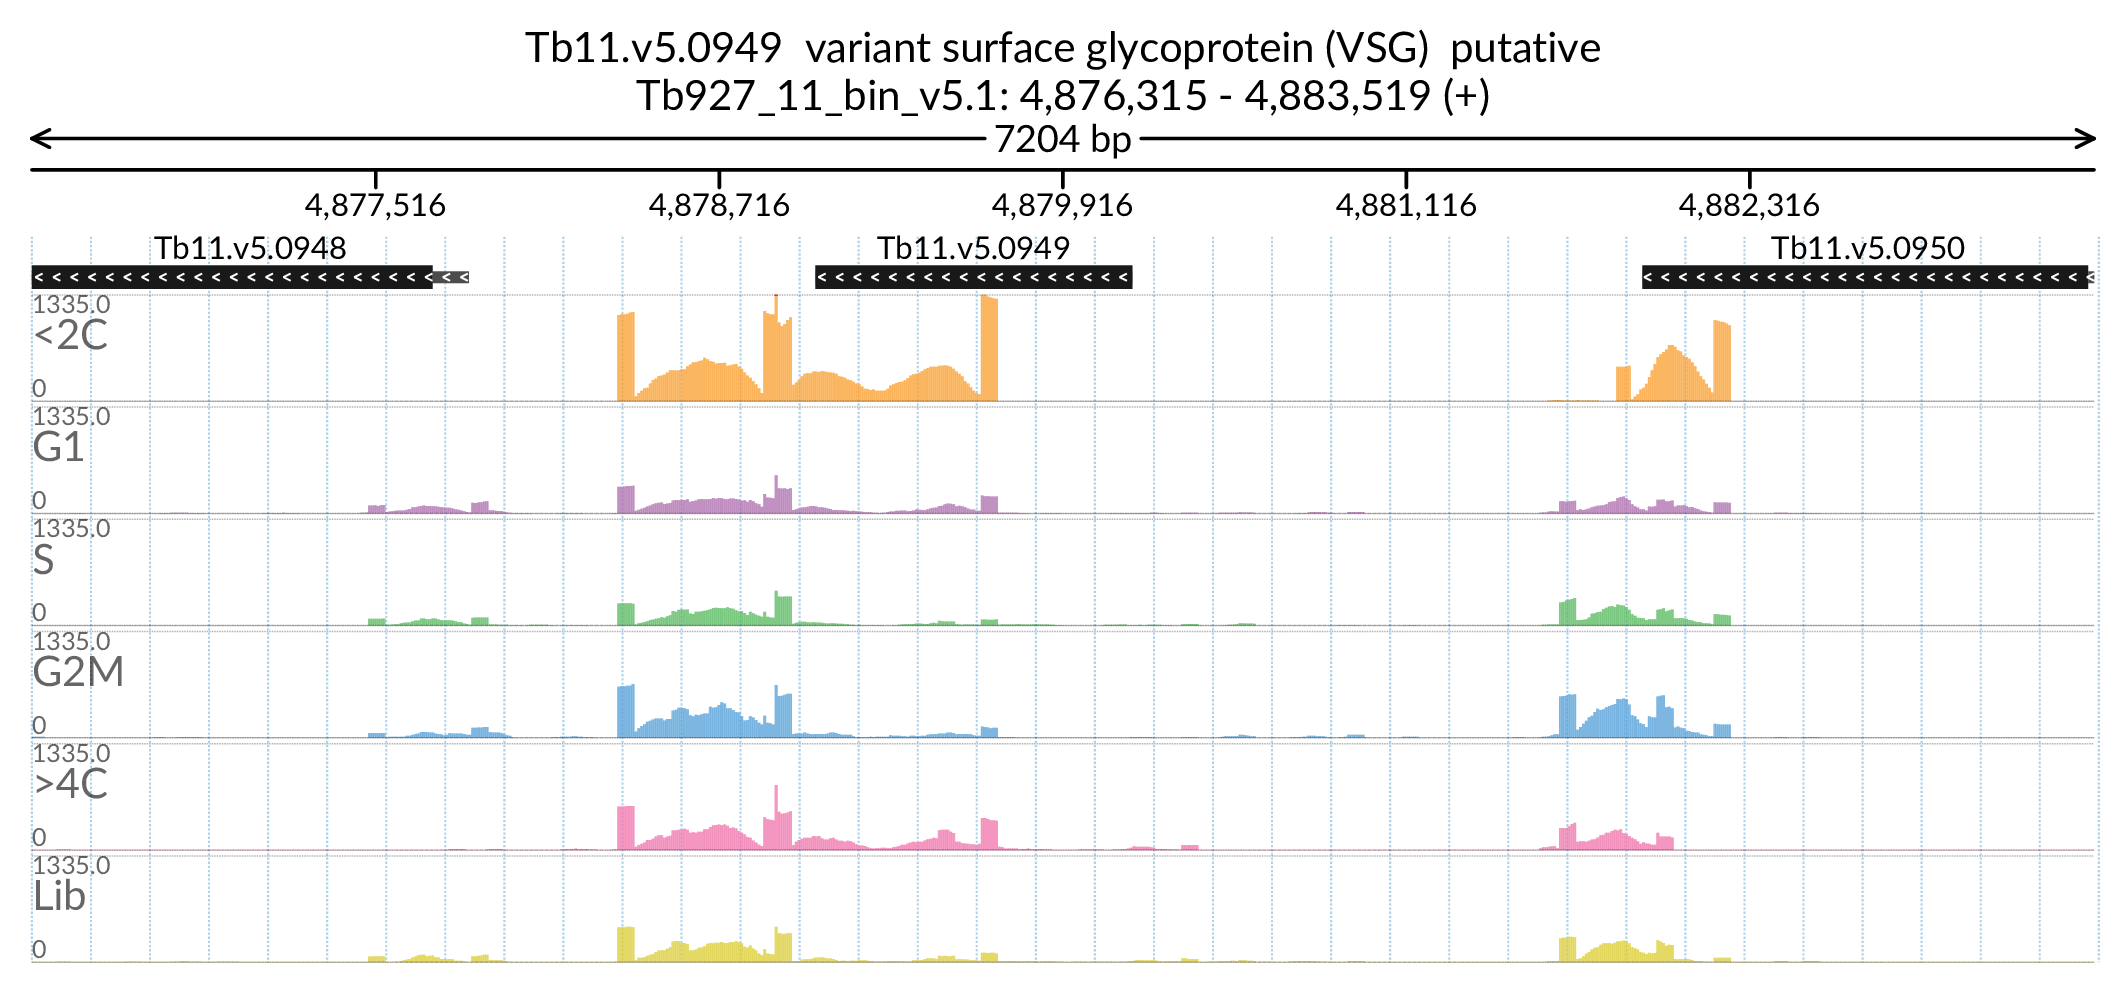 Tb11.v5.0949  variant surface glycoprotein (VSG)  putative
Tb927_11_bin_v5.1: 4,876,315 - 4,883,519 (+)
7204 bp
4,877,516 4,878,716 4,879,916 4,881,116 4,882,316
Tb11.v5.0948 Tb11.v5.0949 Tb11.v5.0950
1335.0
<2C
0
1335.0
G1
0
1335.0
S
0
1335.0
G2M
0
1335.0
>4C
0
1335.0
Lib
0